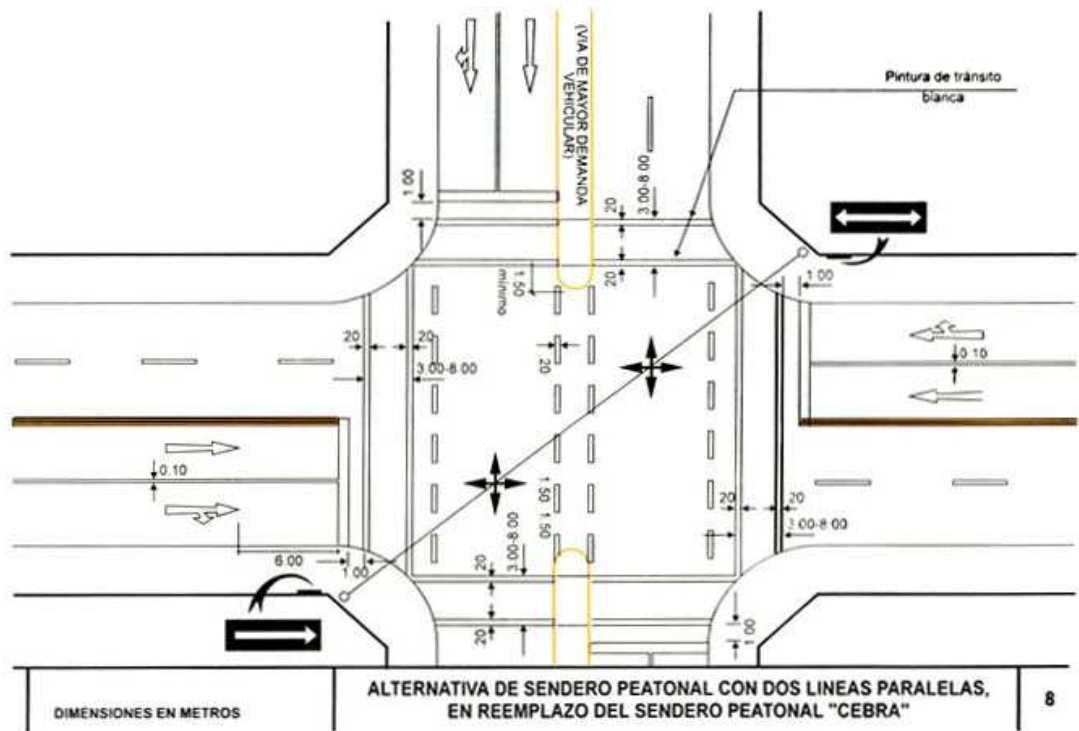 (VIA DE MAYOR DEMANDA
VEHICULAR)
Pintura de tránsito
blanca
1.00
20
3.00-8.00
20
1.50
minimo
1.00
20
20
3.00-8.00
20
0.10
0.10
1.50 1.50
20
20
3.00-8.00
3.00-8.00
20
6.00
1.00
20
1.00
DIMENSIONES EN METROS
ALTERNATIVA DE SENDERO PEATONAL CON DOS LINEAS PARALELAS,
EN REEMPLAZO DEL SENDERO PEATONAL "CEBRA"
8